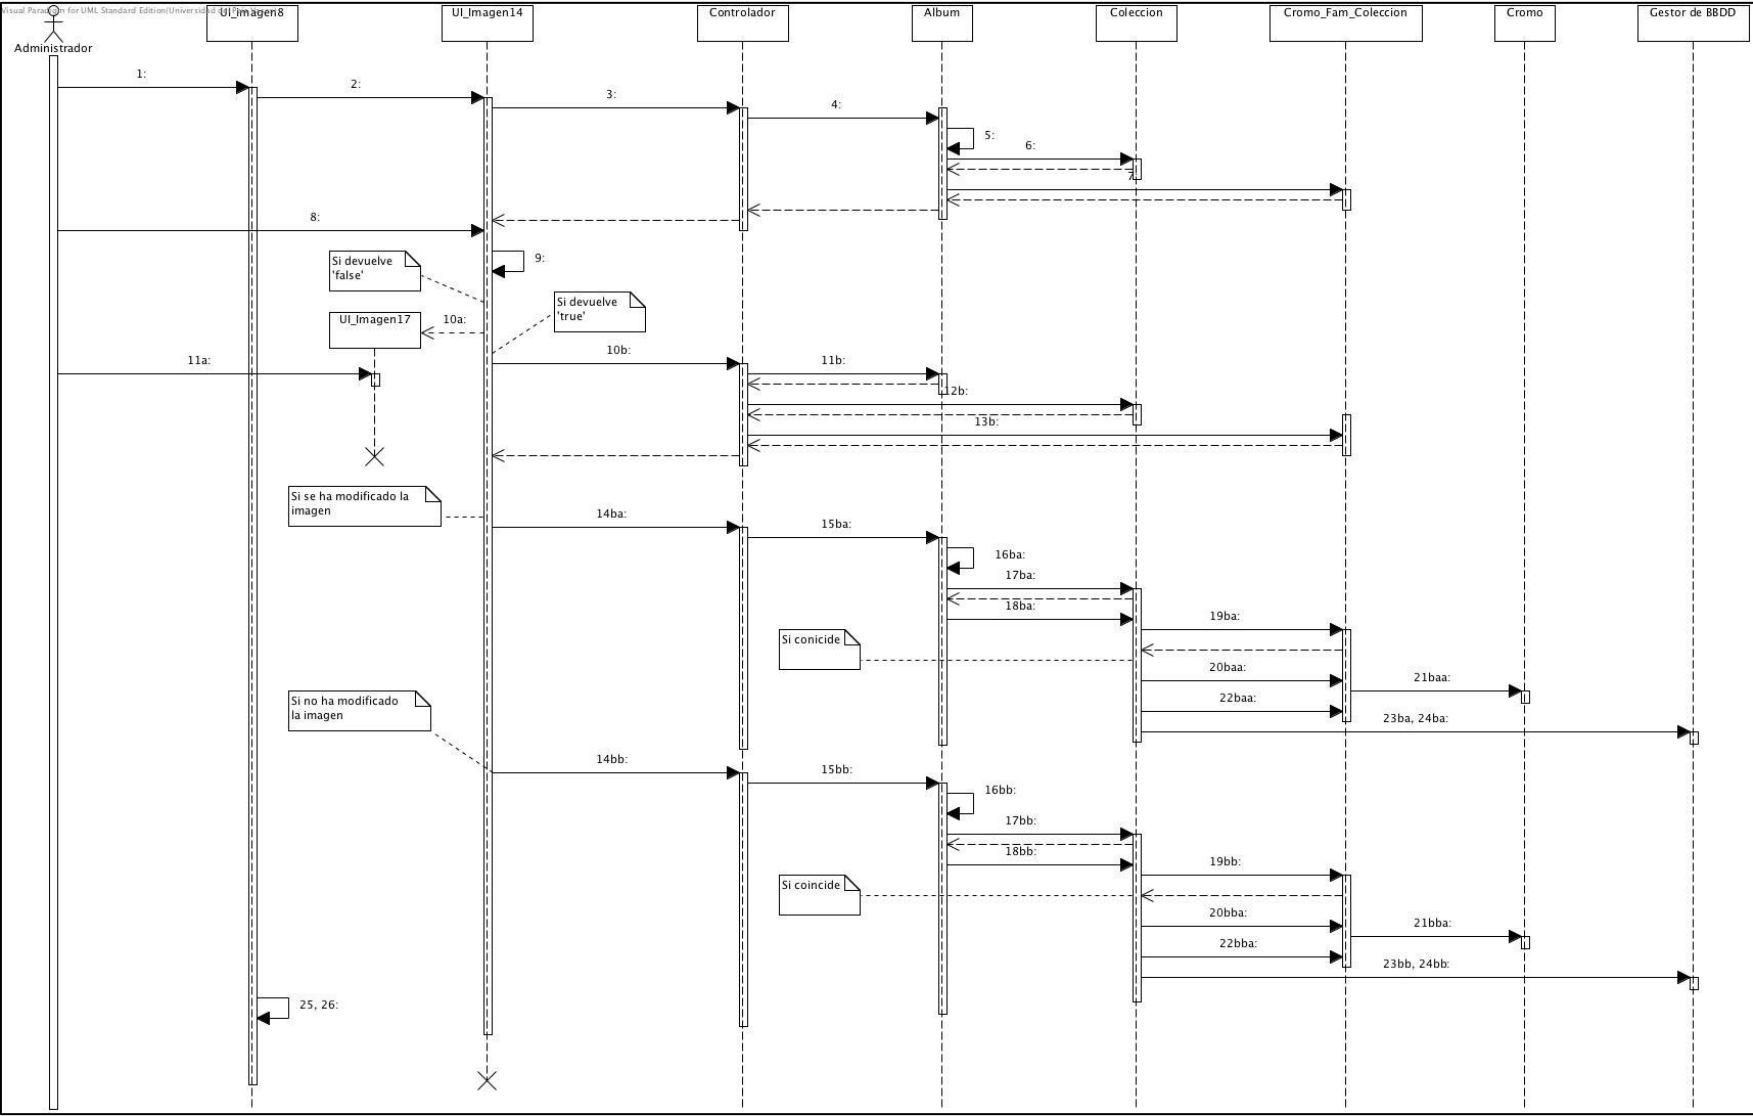 Visual Paradigm for UML Standard Edition(Universidad
UI_Imagen8
UI_Imagen14
Controlador
Album
Coleccion
Cromo_Fam_Coleccion
Cromo
Gestor de BBDD
Administrador
1:
2:
3:
4:
5:
6:
7:
8:
9:
Si devuelve
'false'
Si devuelve
'true'
UI_Imagen17
10a:
10b:
11a:
11b:
12b:
13b:
Si se ha modificado la
imagen
14ba:
15ba:
16ba:
17ba:
18ba:
19ba:
Si conicide
20baa:
21baa:
22baa:
23ba, 24ba:
Si no ha modificado
la imagen
14bb:
15bb:
16bb:
17bb:
18bb:
19bb:
Si coincide
20bba:
21bba:
22bba:
23bb, 24bb:
25, 26: